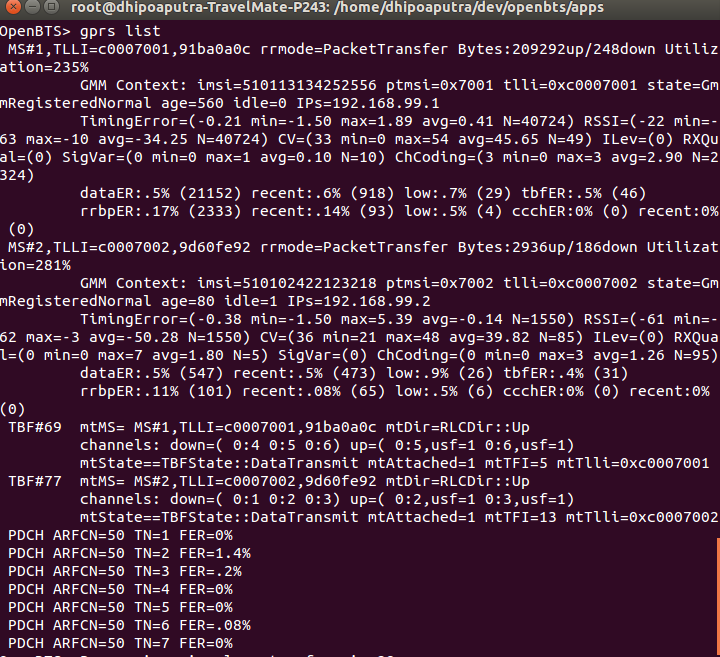 root@dhipoaputra-TravelMate-P243: /home/dhipoaputra/dev/openbts/apps
OpenBTS> gprs list
MS#1,TLLI=c0007001,91ba0a0c rrmode=PacketTransfer Bytes:209292up/248down Utiliz
ation=235%
GMM Context: imsi=510113134252556 ptmsi=0x7001 tlli=0xc0007001 state=Gm
mRegisteredNormal age=560 idle=0 IPs=192.168.99.1
TimingError=(-0.21 min=-1.50 max=1.89 avg=0.41 N=40724) RSSI=(-22 min=-
63 max=-10 avg=-34.25 N=40724) CV=(33 min=0 max=54 avg=45.65 N=49) ILev=(0) RXQu
al=(0) SigVar=(0 min=0 max=1 avg=0.10 N=10) ChCoding=(3 min=0 max=3 avg=2.90 N=2
324)
dataER:.5% (21152) recent:.6% (918) low:.7% (29) tbfER:.5% (46)
rrbpER:.17% (2333) recent:.14% (93) low:.5% (4) ccchER:0% (0) recent:0%
(0)
MS#2,TLLI=c0007002,9d60fe92 rrmode=PacketTransfer Bytes:2936up/186down Utilizat
ion=281%
GMM Context: imsi=510102422123218 ptmsi=0x7002 tlli=0xc0007002 state=Gm
mRegisteredNormal age=80 idle=1 IPs=192.168.99.2
TimingError=(-0.38 min=-1.50 max=5.39 avg=-0.14 N=1550) RSSI=(-61 min=-
62 max=-3 avg=-50.28 N=1550) CV=(36 min=21 max=48 avg=39.82 N=85) ILev=(0) RXQua
l=(0 min=0 max=7 avg=1.80 N=5) SigVar=(0) ChCoding=(0 min=0 max=3 avg=1.26 N=95)
dataER:.5% (547) recent:.5% (473) low:.9% (26) tbfER:.4% (31)
rrbpER:.11% (101) recent:.08% (65) low:.5% (6) ccchER:0% (0) recent:0%
(0)
TBF#69 mtMS= MS#1,TLLI=c0007001,91ba0a0c mtDir=RLCDir::Up
channels: down=( 0:4 0:5 0:6) up=( 0:5,usf=1 0:6,usf=1)
mtState==TBFState::DataTransmit mtAttached=1 mtTFI=5 mtTlli=0xc0007001
TBF#77 mtMS= MS#2,TLLI=c0007002,9d60fe92 mtDir=RLCDir::Up
channels: down=( 0:1 0:2 0:3) up=( 0:2,usf=1 0:3,usf=1)
mtState==TBFState::DataTransmit mtAttached=1 mtTFI=13 mtTlli=0xc0007002
PDCH ARFCN=50 TN=1 FER=0%
PDCH ARFCN=50 TN=2 FER=1.4%
PDCH ARFCN=50 TN=3 FER=.2%
PDCH ARFCN=50 TN=4 FER=0%
PDCH ARFCN=50 TN=5 FER=0%
PDCH ARFCN=50 TN=6 FER=.08%
PDCH ARFCN=50 TN=7 FER=0%